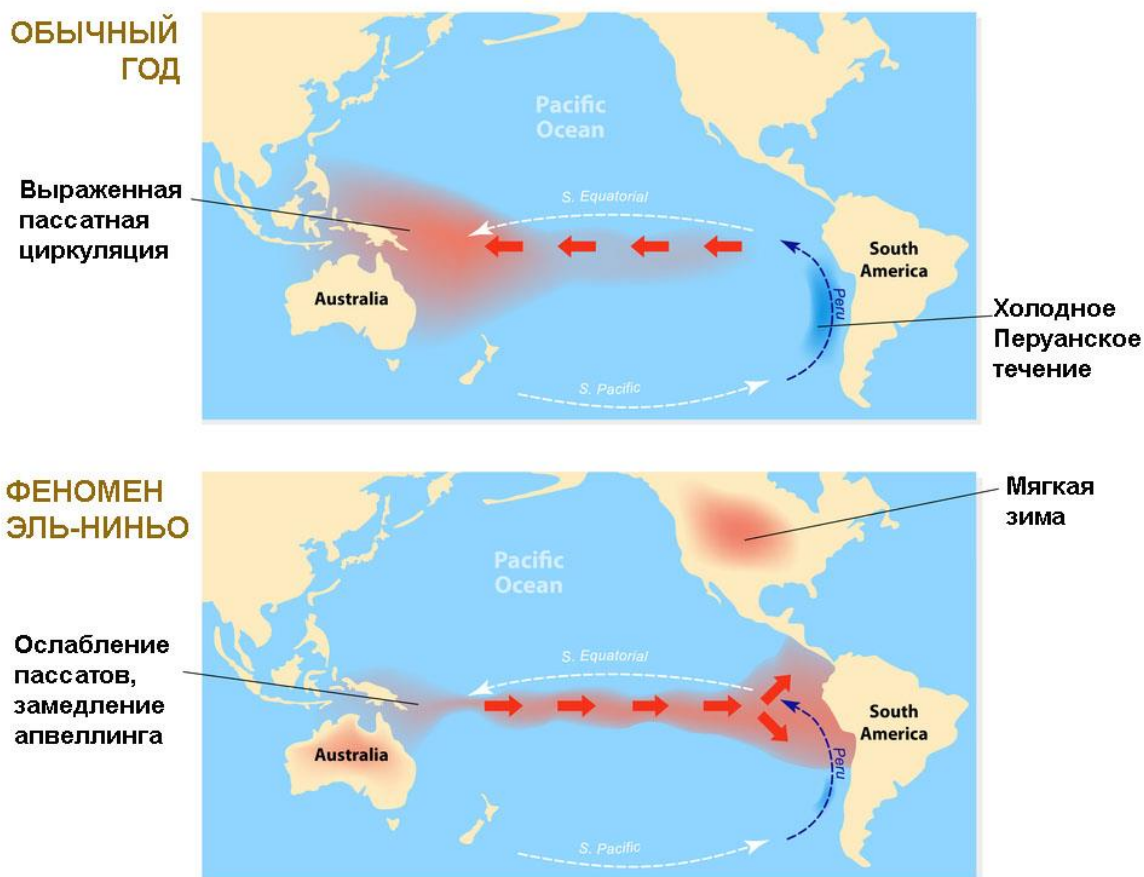 ОБЫЧНЫЙ
ГОД
Pacific
Ocean
Выраженная
пассатная
циркуляция
S. Equatorial
South
America
Australia
Peru
Холодное
Перуанское
течение
S. Pacific
ФЕНОМЕН
ЭЛЬ-НИНЬО
Мягкая
зима
Pacific
Ocean
Ослабление
пассатов,
замедление
апвеллинга
S. Equatorial
South
America
Australia
Peru
S. Pacific